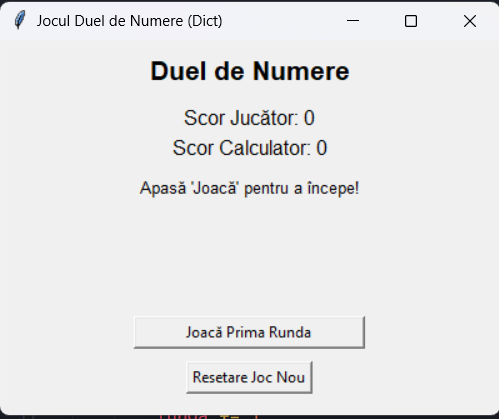 Jocul Duel de Numere (Dict)
Duel de Numere
Scor Jucător: 0
Scor Calculator: 0
Apasă 'Joacă' pentru a începe!
Joacă Prima Runda
Resetare Joc Nou